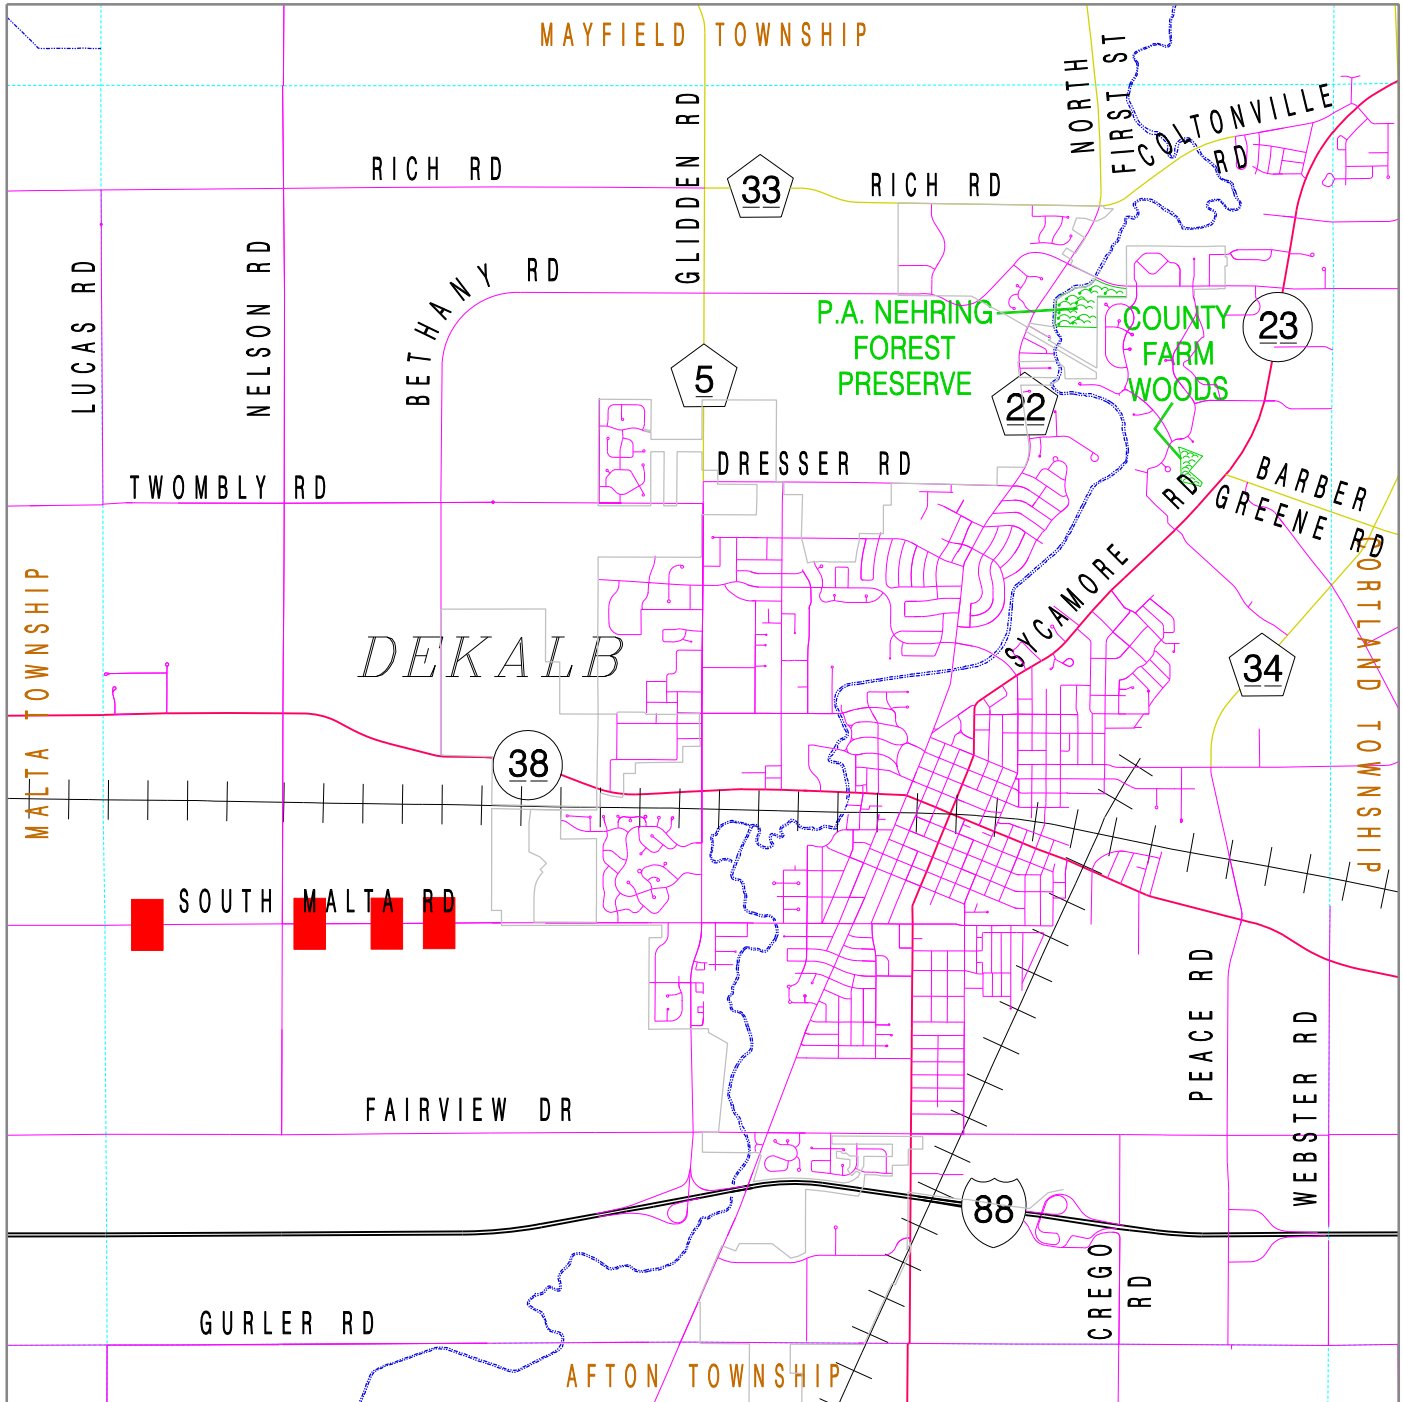 MAYFIELD TOWNSHIP
NORTH
FIRST ST
COLTONVILLE
RD
GLIDDEN RD
RICH RD
33
RICH RD
LUCAS RD
NELSON RD
BETHANY RD
P.A. NEHRING
FOREST
PRESERVE
COUNTY
FARM
WOODS
23
5
22
DRESSER RD
TWOMBLY RD
BARBER
GREENE RD
SYCAMORE RD
MALTA TOWNSHIP
DEKALB
34
CORTLAND TOWNSHIP
38
SOUTH MALTA RD
PEACE RD
WEBSTER RD
FAIRVIEW DR
88
CREGO
RD
GURLER RD
AFTON TOWNSHIP